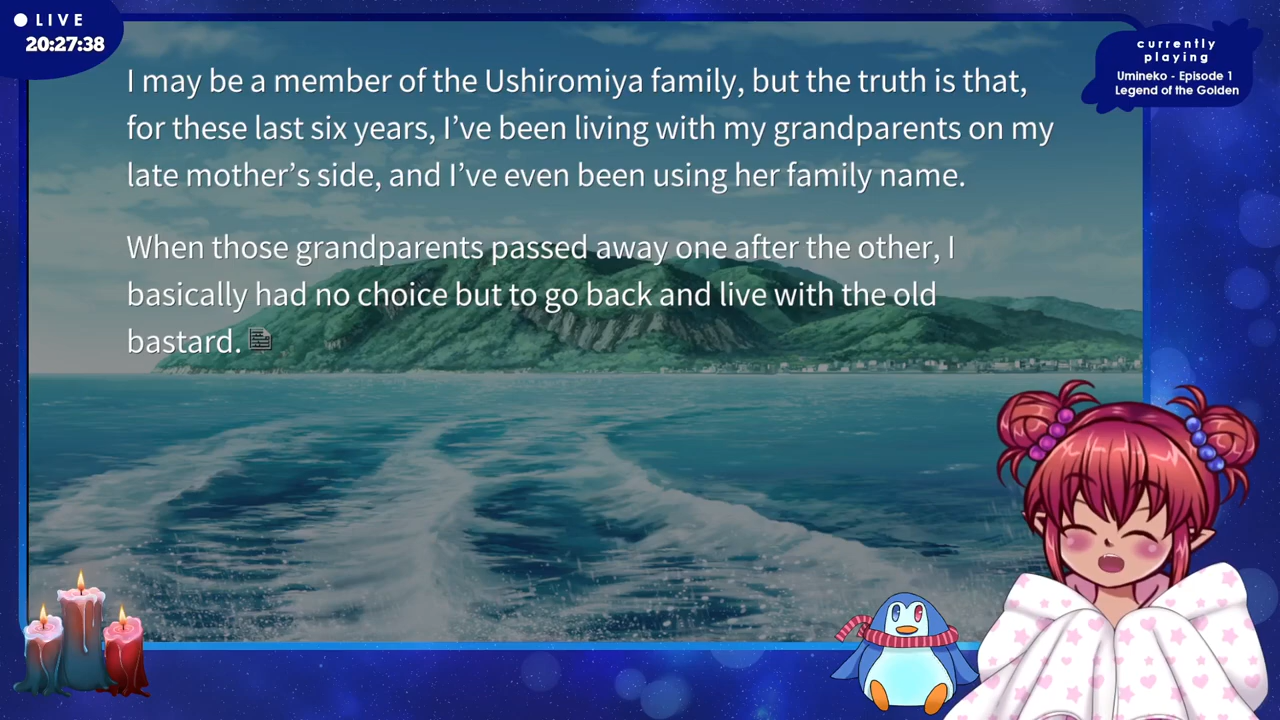 LIVE
20:27:38
currently
playing
Umineko - Episode 1
Legend of the Golden
I may be a member of the Ushiromiya family, but the truth is that,
for these last six years, I’ve been living with my grandparents on my
late mother’s side, and I’ve even been using her family name.
When those grandparents passed away one after the other, I
basically had no choice but to go back and live with the old
bastard.